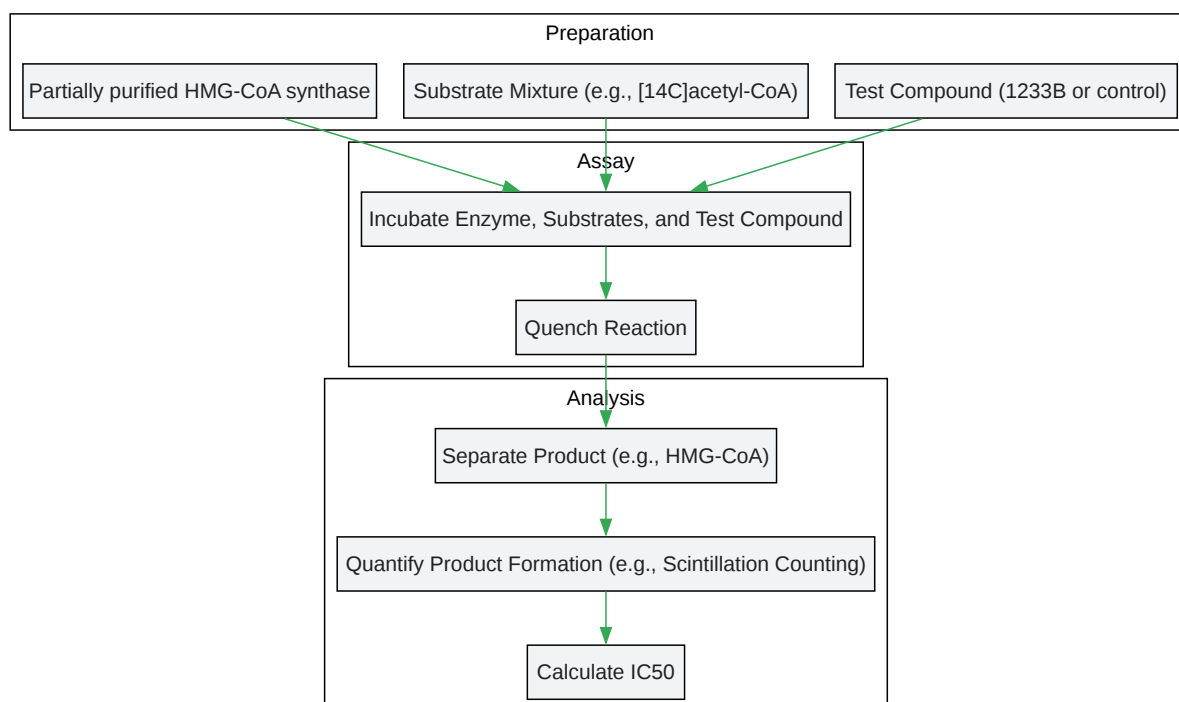 Preparation
Partially purified HMG-CoA synthase
Substrate Mixture (e.g., [14C]acetyl-CoA)
Test Compound (1233B or control)
Assay
Incubate Enzyme, Substrates, and Test Compound
Quench Reaction
Analysis
Separate Product (e.g., HMG-CoA)
Quantify Product Formation (e.g., Scintillation Counting)
Calculate IC50